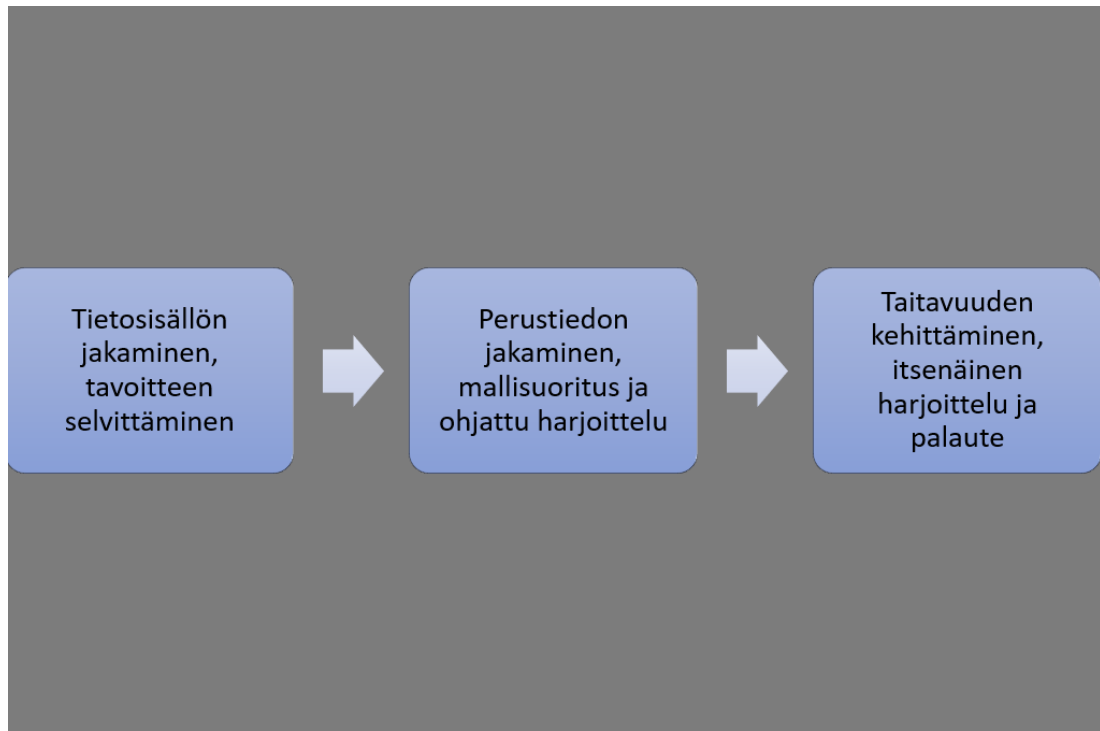 Tietosisällön
jakaminen,
tavoitteen
selvittäminen
Perustiedon
jakaminen,
mallisuoritus ja
ohjattu harjoittelu
Taitavuuden
kehittäminen,
itsenäinen
harjoittelu ja
palaute